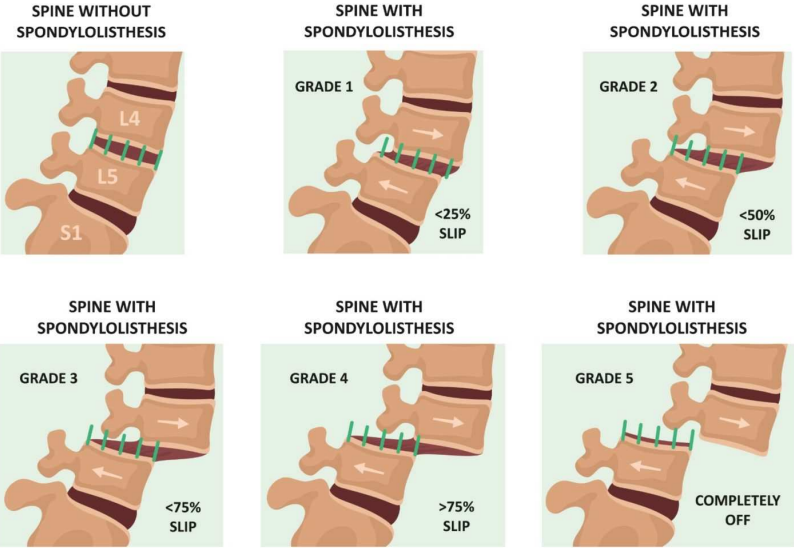 SPINE WITHOUT
SPONDYLOLISTHESIS
L4
L5
S1
SPINE WITH
SPONDYLOLISTHESIS
GRADE 1
<25%
SLIP
SPINE WITH
SPONDYLOLISTHESIS
GRADE 2
<50%
SLIP
SPINE WITH
SPONDYLOLISTHESIS
GRADE 3
<75%
SLIP
SPINE WITH
SPONDYLOLISTHESIS
GRADE 4
>75%
SLIP
SPINE WITH
SPONDYLOLISTHESIS
GRADE 5
COMPLETELY
OFF